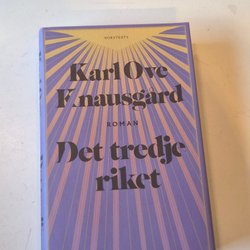 NORSTEDTS
Karl Ove
Knausgård
ROMAN
Det tredje
riket